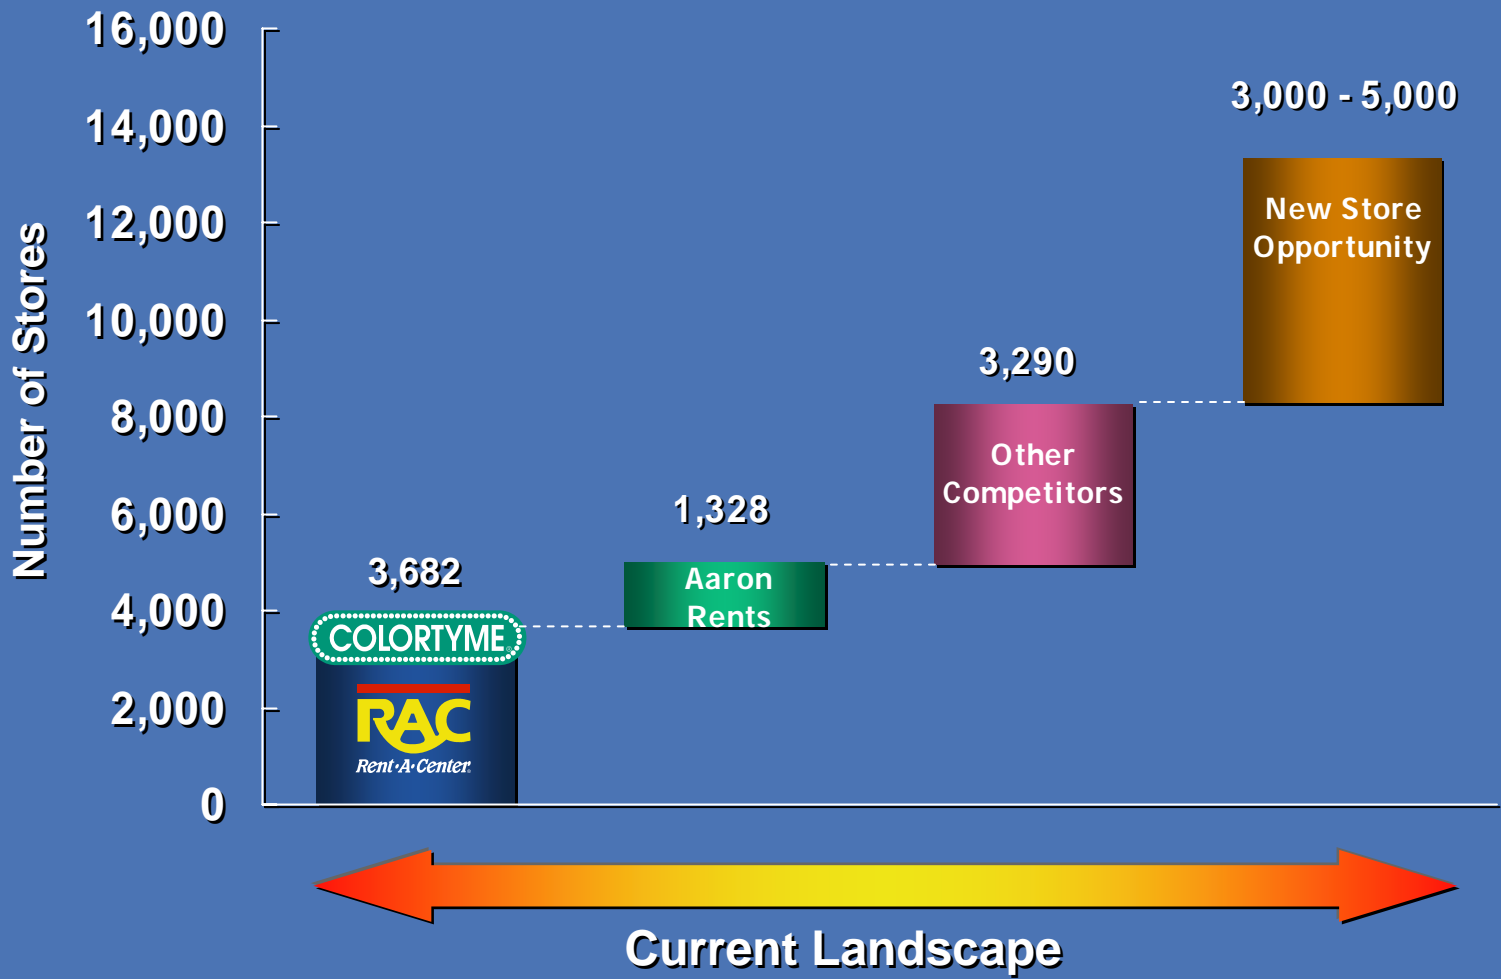 16,000
14,000
12,000
10,000
8,000
6,000
4,000
2,000
0
Number of Stores
3,682
COLORTYME®
RAC
Rent·A·Center®
1,328
Aaron
Rents
3,290
Other
Competitors
3,000 - 5,000
New Store
Opportunity
Current Landscape